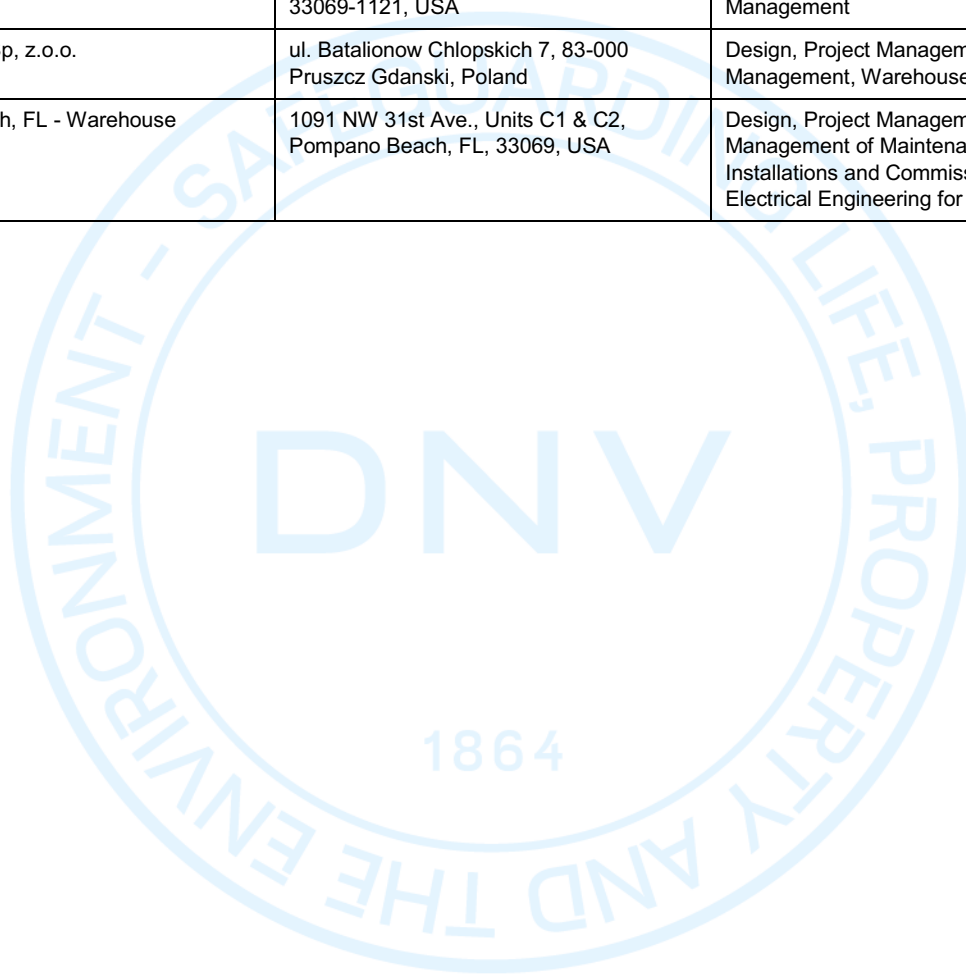 33069-1121, USA
Management
p, z.o.o.
ul. Batalionow Chlopskich 7, 83-000
Pruszcz Gdanski, Poland
Design, Project Managem
Management, Warehouse
h, FL - Warehouse
1091 NW 31st Ave., Units C1 & C2,
Pompano Beach, FL, 33069, USA
Design, Project Managem
Management of Maintena
Installations and Commiss
Electrical Engineering for
SAFEGUARDING LIFE, PROPERTY AND THE ENVIRONMENT -
DNV
1864